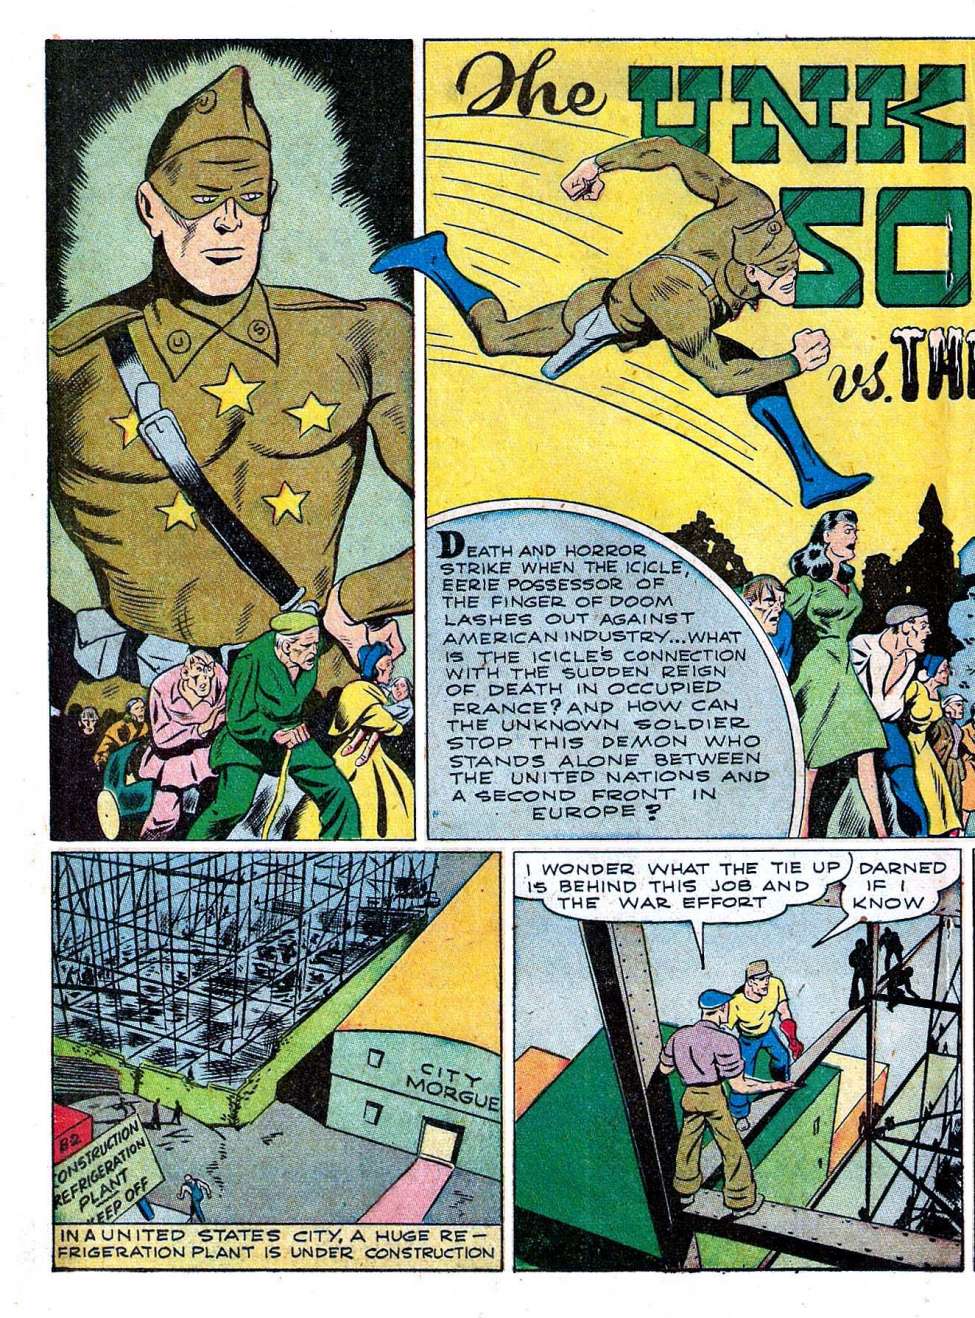 The UNK
SO
vs. THE
U
U S
DEATH AND HORROR
STRIKE WHEN THE ICICLE,
EERIE POSSESSOR OF
THE FINGER OF DOOM
LASHES OUT AGAINST
AMERICAN INDUSTRY...WHAT
IS THE ICICLE'S CONNECTION
WITH THE SUDDEN REIGN
OF DEATH IN OCCUPIED
FRANCE? AND HOW CAN
THE UNKNOWN SOLDIER
STOP THIS DEMON WHO
STANDS ALONE BETWEEN
THE UNITED NATIONS AND
A SECOND FRONT IN
EUROPE?
CITY
MORGUE
B2
CONSTRUCTION
REFRIGERATION
PLANT
KEEP OFF
IN A UNITED STATES CITY, A HUGE RE-
FRIGERATION PLANT IS UNDER CONSTRUCTION
I WONDER WHAT THE TIE UP
IS BEHIND THIS JOB AND
THE WAR EFFORT
DARNED
IF I
KNOW